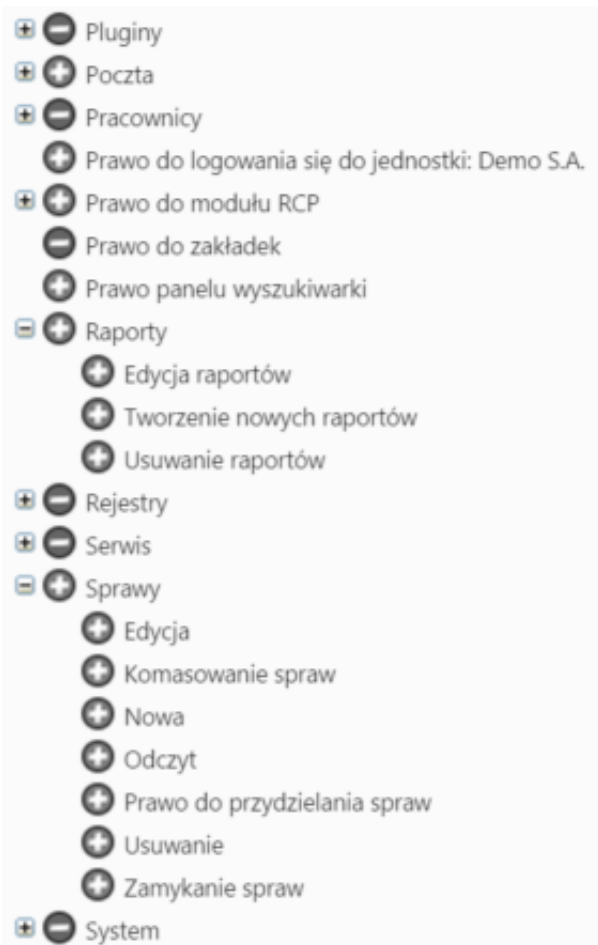 Pluginy
Poczta
Pracownicy
Prawo do logowania się do jednostki: Demo S.A.
Prawo do modułu RCP
Prawo do zakładek
Prawo panelu wyszukiwarki
Raporty
Edycja raportów
Tworzenie nowych raportów
Usuwanie raportów
Rejestry
Serwis
Sprawy
Edycja
Komasowanie spraw
Nowa
Odczyt
Prawo do przydzielania spraw
Usuwanie
Zamykanie spraw
System